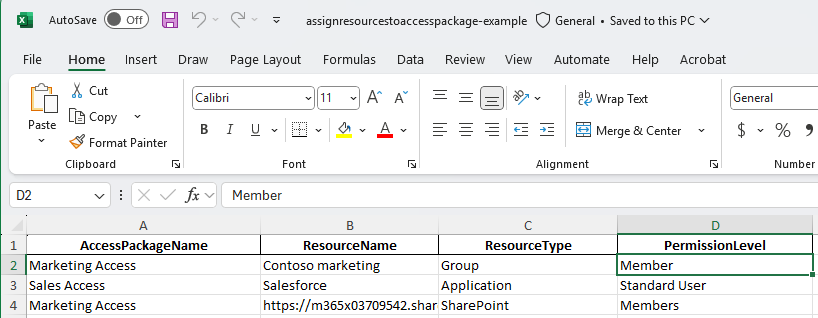 AutoSave Off assignresourcestoaccesspackage-example General • Saved to this PC
File Home Insert Draw Page Layout Formulas Data Review View Automate Help Acrobat
Paste Cut Copy Format Painter
Calibri 11 A A
B I U A
ab Wrap Text
Merge & Center
General
$ % 9
Clipboard Font Alignment Number
D2 fx Member
A B C D
1 AccessPackageName ResourceName ResourceType PermissionLevel
2 Marketing Access Contoso marketing Group Member
3 Sales Access Salesforce Application Standard User
4 Marketing Access https://m365x03709542.shar SharePoint Members